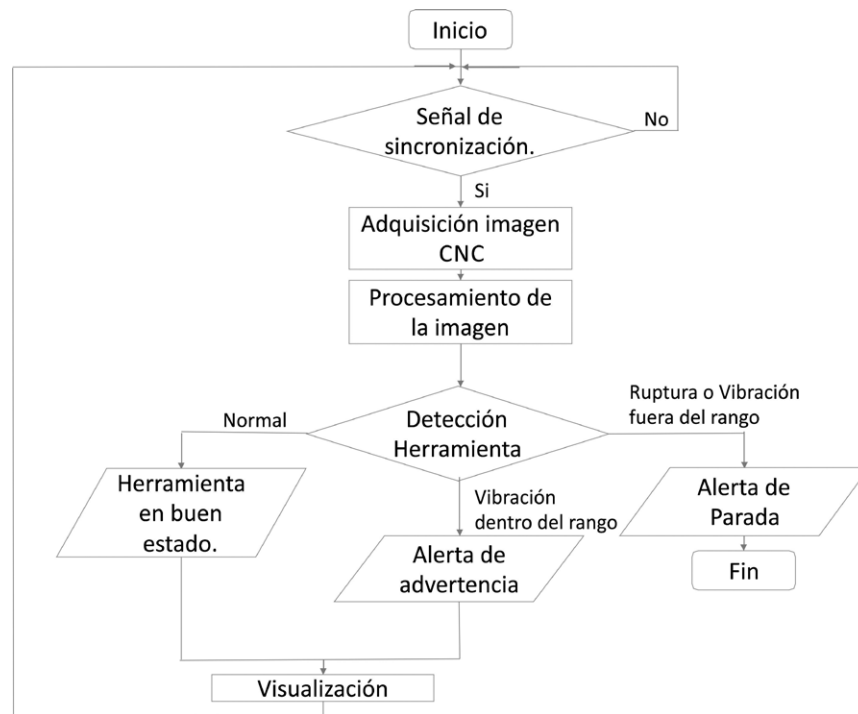 Inicio
Señal de
sincronización.
No
Si
Adquisición imagen
CNC
Procesamiento de
la imagen
Detección
Herramienta
Normal
Ruptura o Vibración
fuera del rango
Herramienta
en buen
estado.
Vibración
dentro del rango
Alerta de
advertencia
Alerta de
Parada
Fin
Visualización